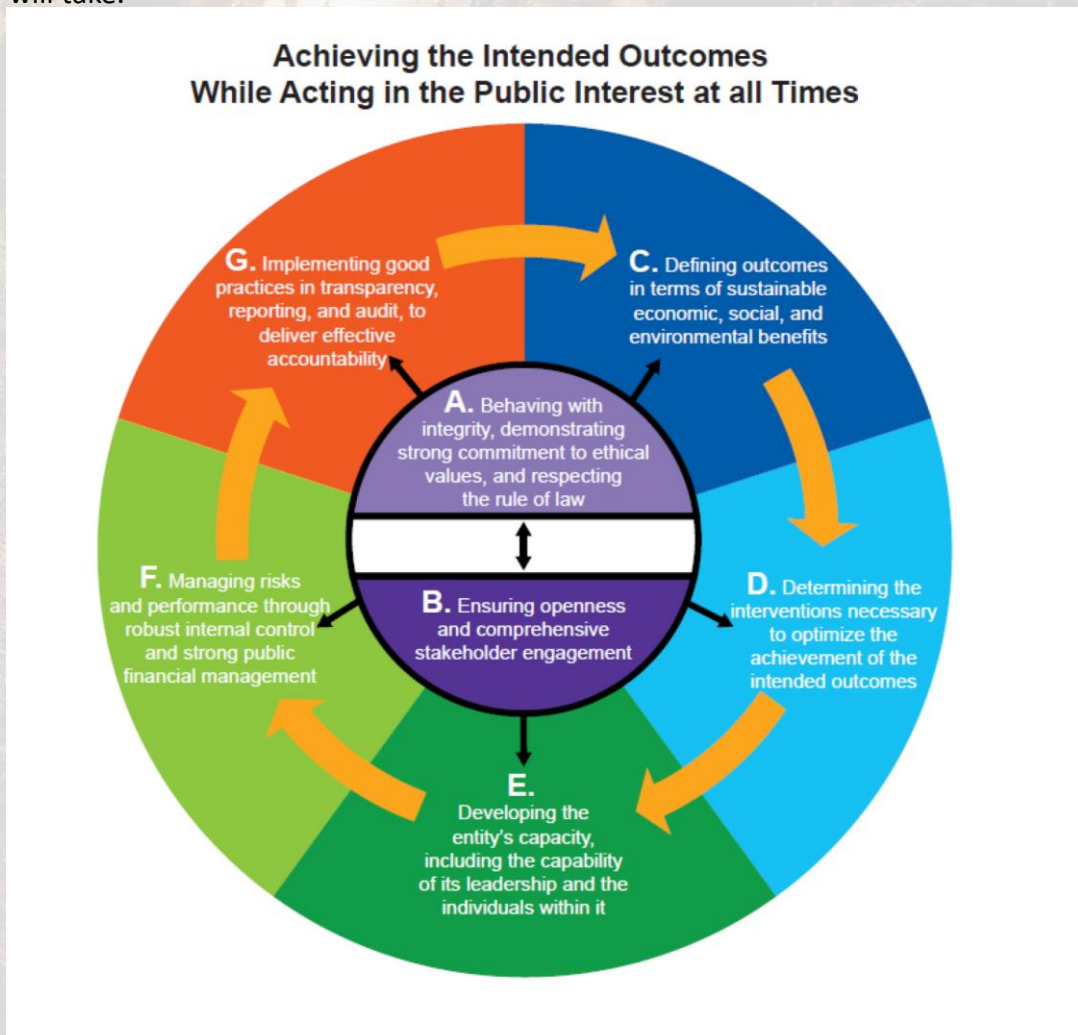 will take.
Achieving the Intended Outcomes
While Acting in the Public Interest at all Times
A. Behaving with
integrity, demonstrating
strong commitment to ethical
values, and respecting
the rule of law
B. Ensuring openness
and comprehensive
stakeholder engagement
C. Defining outcomes
in terms of sustainable
economic, social, and
environmental benefits
D. Determining the
interventions necessary
to optimize the
achievement of the
intended outcomes
E.
Developing the
entity's capacity,
including the capability
of its leadership and the
individuals within it
F. Managing risks
and performance through
robust internal control
and strong public
financial management
G. Implementing good
practices in transparency,
reporting, and audit, to
deliver effective
accountability